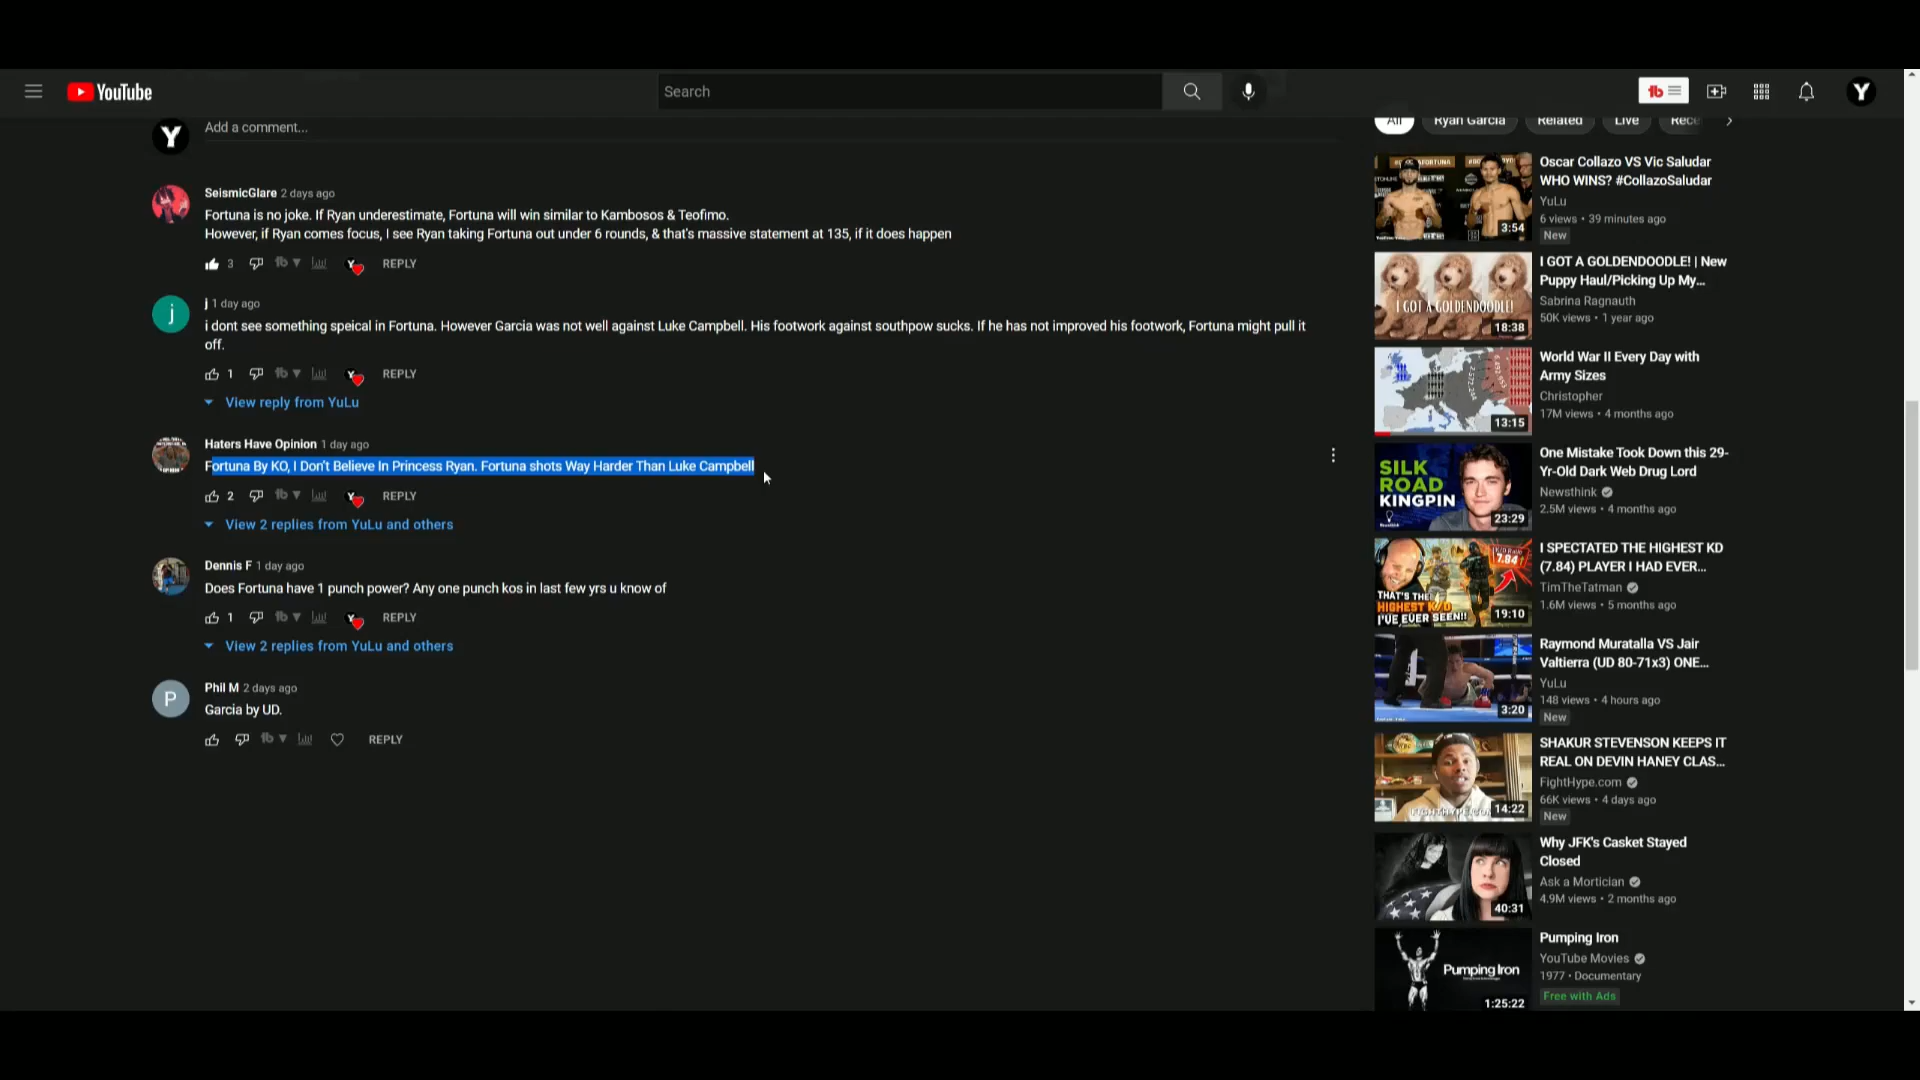 YouTube
Search
Y
Add a comment...
SeismicGlare 2 days ago
Fortuna is no joke. If Ryan underestimate, Fortuna will win similar to Kambosos & Teofimo.
However, if Ryan comes focus, I see Ryan taking Fortuna out under 6 rounds, & that's massive statement at 135, if it does happen
3 REPLY
j 1 day ago
i dont see something speical in Fortuna. However Garcia was not well against Luke Campbell. His footwork against southpow sucks. If he has not improved his footwork, Fortuna might pull it
off.
1 REPLY
View reply from YuLu
Haters Have Opinion 1 day ago
Fortuna By KO, I Don't Believe In Princess Ryan. Fortuna shots Way Harder Than Luke Campbell
2 REPLY
View 2 replies from YuLu and others
Dennis F 1 day ago
Does Fortuna have 1 punch power? Any one punch kos in last few yrs u know of
1 REPLY
View 2 replies from YuLu and others
P
Phil M 2 days ago
Garcia by UD.
REPLY
All Ryan Garcia Related Live Rece
Oscar Collazo VS Vic Saludar
WHO WINS? #CollazoSaludar
YuLu
6 views • 39 minutes ago
New
3:54
I GOT A GOLDENDOODLE! | New
Puppy Haul/Picking Up My...
Sabrina Ragnauth
50K views • 1 year ago
I GOT A GOLDENDOODLE!
18:38
World War II Every Day with
Army Sizes
Christopher
17M views • 4 months ago
13:15
One Mistake Took Down this 29-
Yr-Old Dark Web Drug Lord
Newsthink
2.5M views • 4 months ago
SILK
ROAD
KINGPIN
23:29
I SPECTATED THE HIGHEST KD
(7.84) PLAYER I HAD EVER...
TimTheTatman
1.6M views • 5 months ago
7.84
THAT'S THE
HIGHEST K/D
I'VE EVER SEEN!!
19:10
Raymond Muratalla VS Jair
Valtierra (UD 80-71x3) ONE...
YuLu
148 views • 4 hours ago
New
3:20
SHAKUR STEVENSON KEEPS IT
REAL ON DEVIN HANEY CLAS...
FightHype.com
66K views • 4 days ago
New
14:22
Why JFK's Casket Stayed
Closed
Ask a Mortician
4.9M views • 2 months ago
40:31
Pumping Iron
YouTube Movies
1977 • Documentary
Free with Ads
Pumping Iron
1:25:22